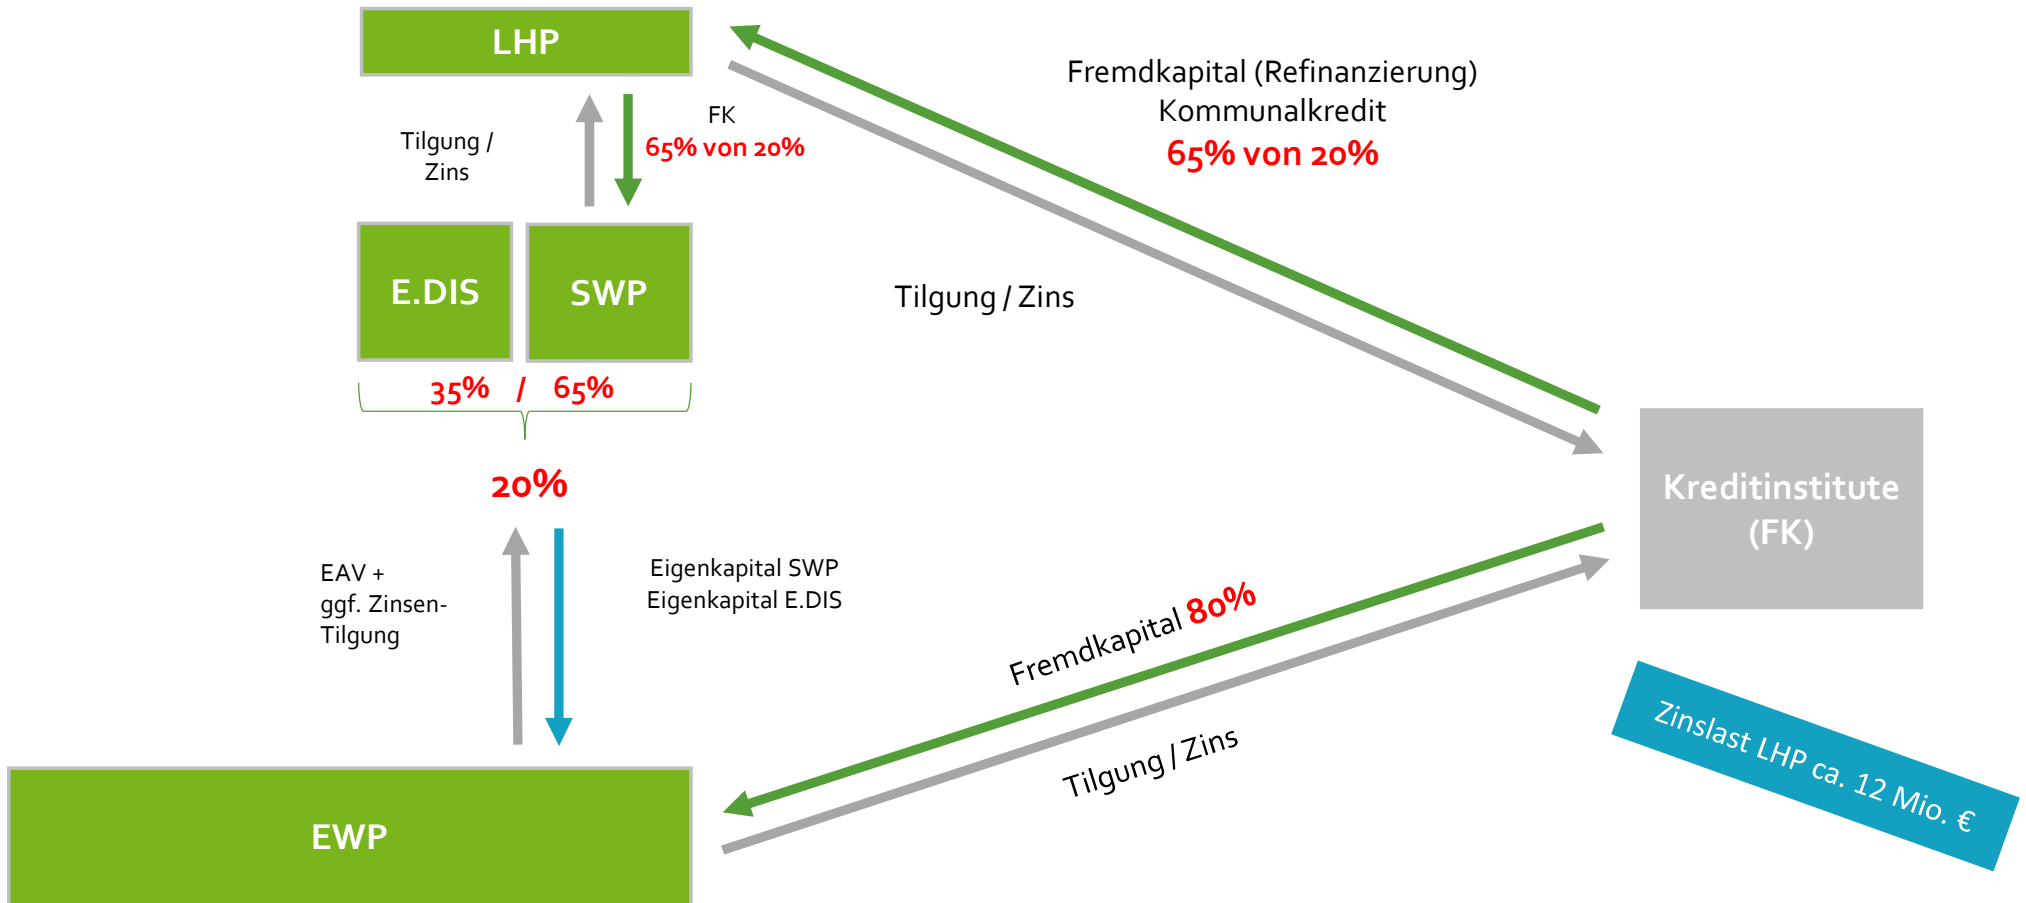 LHP
Fremdkapital (Refinanzierung)
Kommunalkredit
65% von 20%
Tilgung /
Zins
FK
65% von 20%
E.DIS
SWP
Tilgung / Zins
35% / 65%
20%
Kreditinstitute
(FK)
EAV +
ggf. Zinsen-
Tilgung
Eigenkapital SWP
Eigenkapital E.DIS
Fremdkapital 80%
Tilgung / Zins
Zinslast LHP ca. 12 Mio. €
EWP